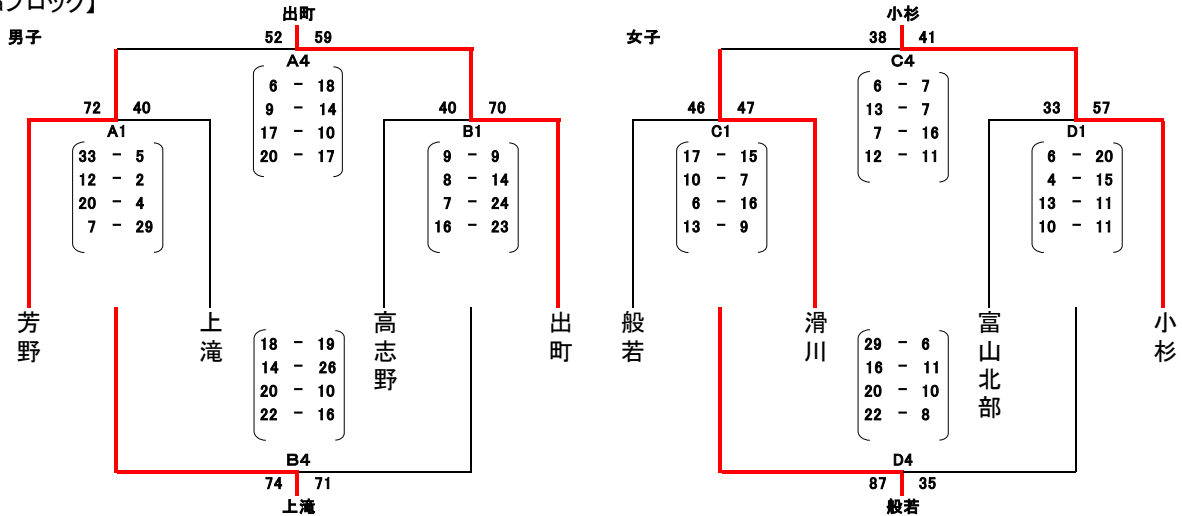 ブロック】
男子
出町
52 59
A4
6 - 18
9 - 14
17 - 10
20 - 17
72 40
A1
33 - 5
12 - 2
20 - 4
7 - 29
40 70
B1
9 - 9
8 - 14
7 - 24
16 - 23
芳野
上滝
高志野
出町
18 - 19
14 - 26
20 - 10
22 - 16
B4
74 71
上滝
女子
小杉
38 41
C4
6 - 7
13 - 7
7 - 16
12 - 11
46 47
C1
17 - 15
10 - 7
6 - 16
13 - 9
33 57
D1
6 - 20
4 - 15
13 - 11
10 - 11
般若
滑川
富山北部
小杉
29 - 6
16 - 11
20 - 10
22 - 8
D4
87 35
般若